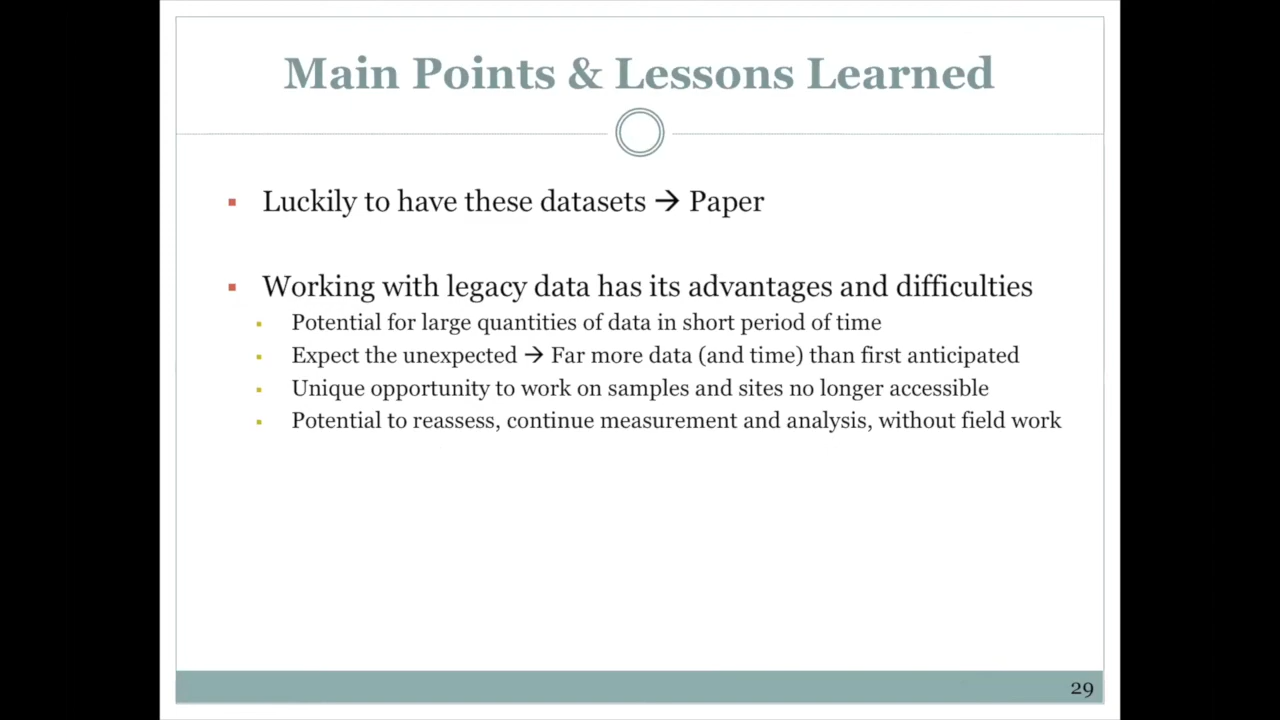 Main Points & Lessons Learned
▪ Luckily to have these datasets → Paper
▪ Working with legacy data has its advantages and difficulties
▪ Potential for large quantities of data in short period of time
▪ Expect the unexpected → Far more data (and time) than first anticipated
▪ Unique opportunity to work on samples and sites no longer accessible
▪ Potential to reassess, continue measurement and analysis, without field work
29